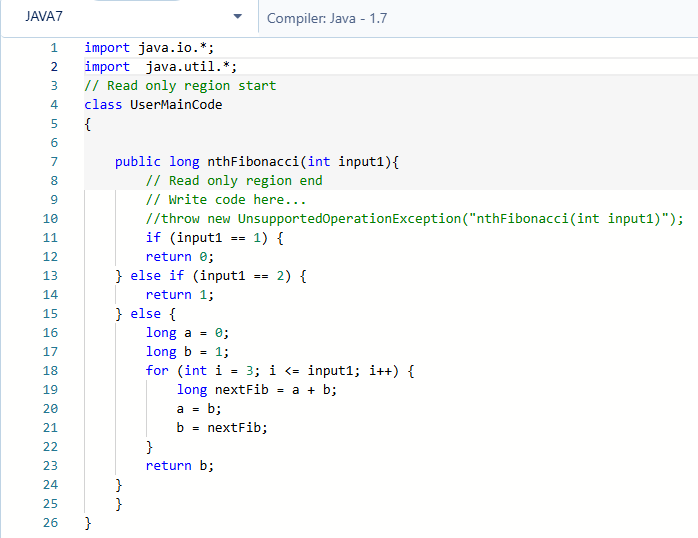 JAVA7
Compiler: Java - 1.7
1 import java.io.*;
2 import  java.util.*;
3 // Read only region start
4 class UserMainCode
5 {
6
7     public long nthFibonacci(int input1){
8         // Read only region end
9         // Write code here...
10         //throw new UnsupportedOperationException("nthFibonacci(int input1)");
11         if (input1 == 1) {
12         return 0;
13     } else if (input1 == 2) {
14         return 1;
15     } else {
16         long a = 0;
17         long b = 1;
18         for (int i = 3; i <= input1; i++) {
19             long nextFib = a + b;
20             a = b;
21             b = nextFib;
22         }
23         return b;
24     }
25     }
26 }